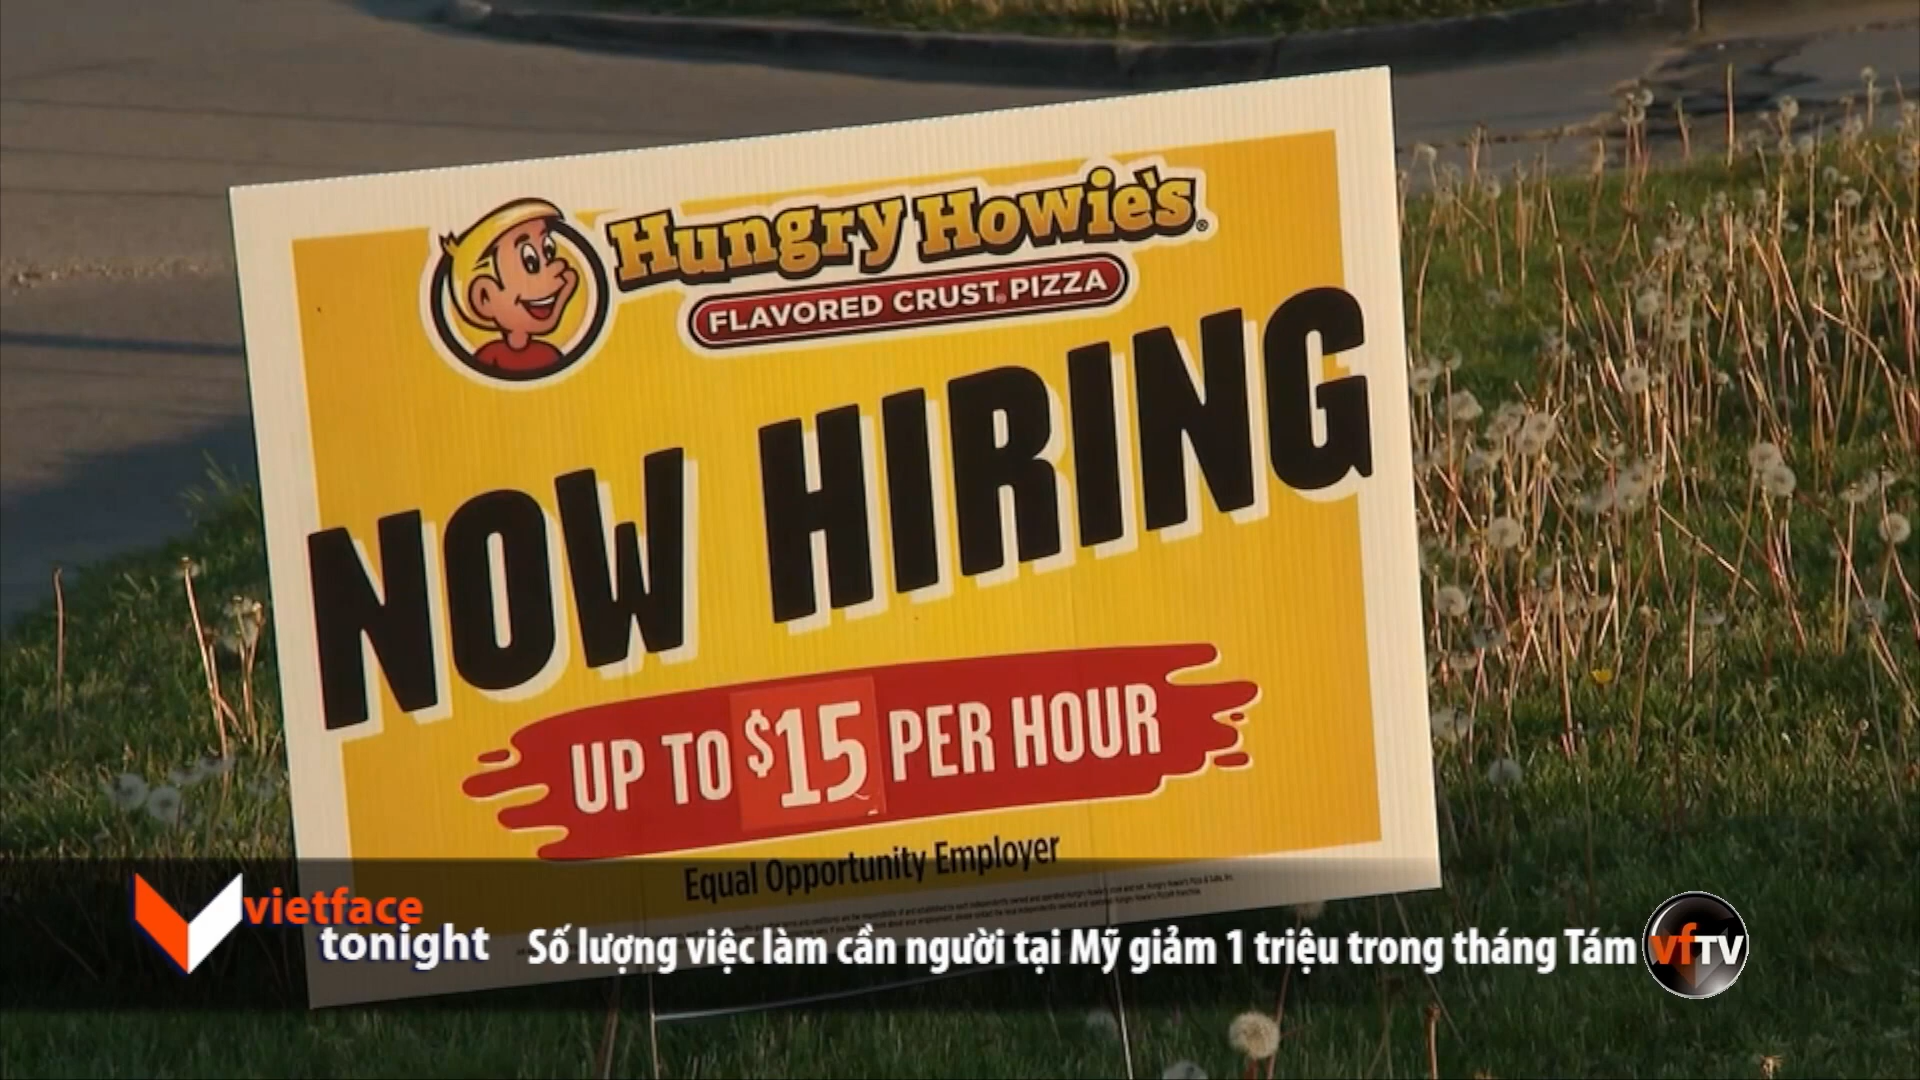 Hungry Howie's®
FLAVORED CRUST® PIZZA
NOW HIRING
UP TO $15 PER HOUR
Equal Opportunity Employer
vietface
tonight
Số lượng việc làm cần người tại Mỹ giảm 1 triệu trong tháng Tám
vfTV